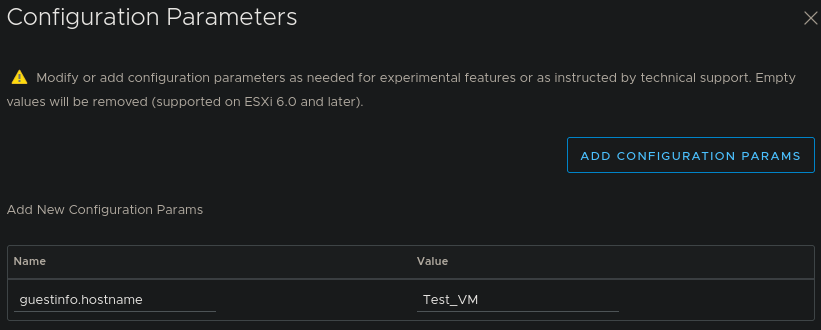 Configuration Parameters
Modify or add configuration parameters as needed for experimental features or as instructed by technical support. Empty
values will be removed (supported on ESXi 6.0 and later).
ADD CONFIGURATION PARAMS
Add New Configuration Params
Name Value
guestinfo.hostname Test_VM